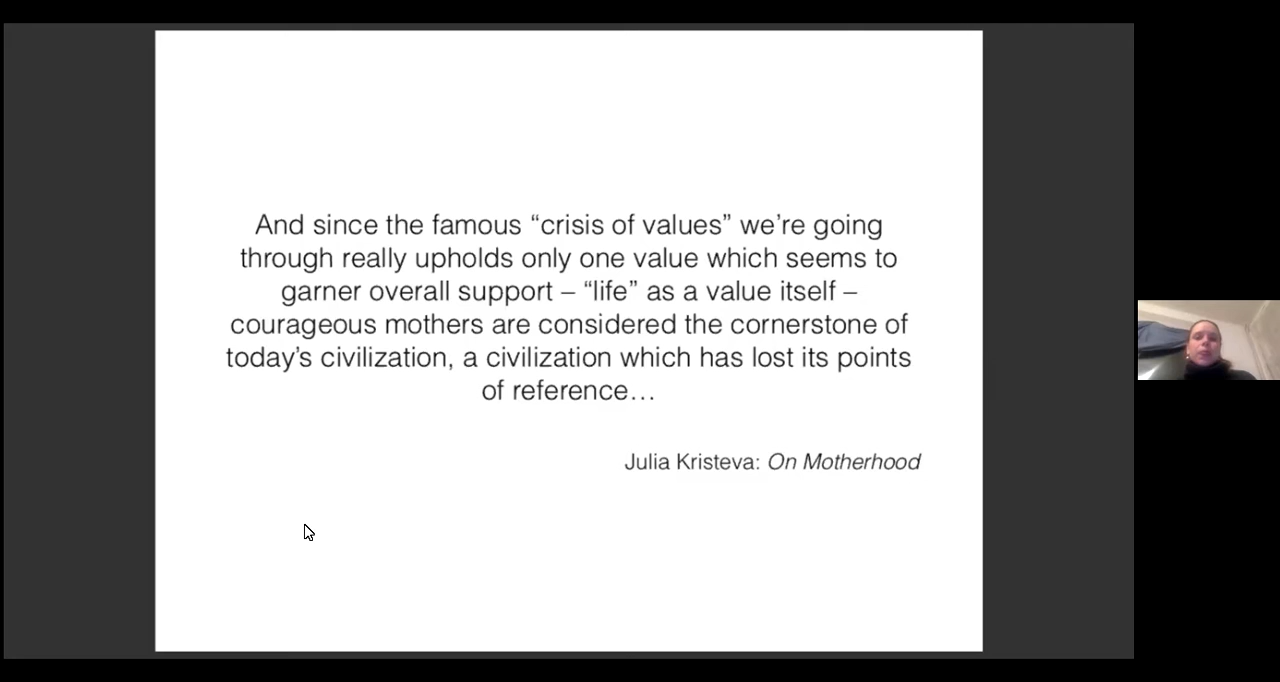 And since the famous “crisis of values” we’re going
through really upholds only one value which seems to
garner overall support – “life” as a value itself –
courageous mothers are considered the cornerstone of
today’s civilization, a civilization which has lost its points
of reference…
Julia Kristeva: On Motherhood